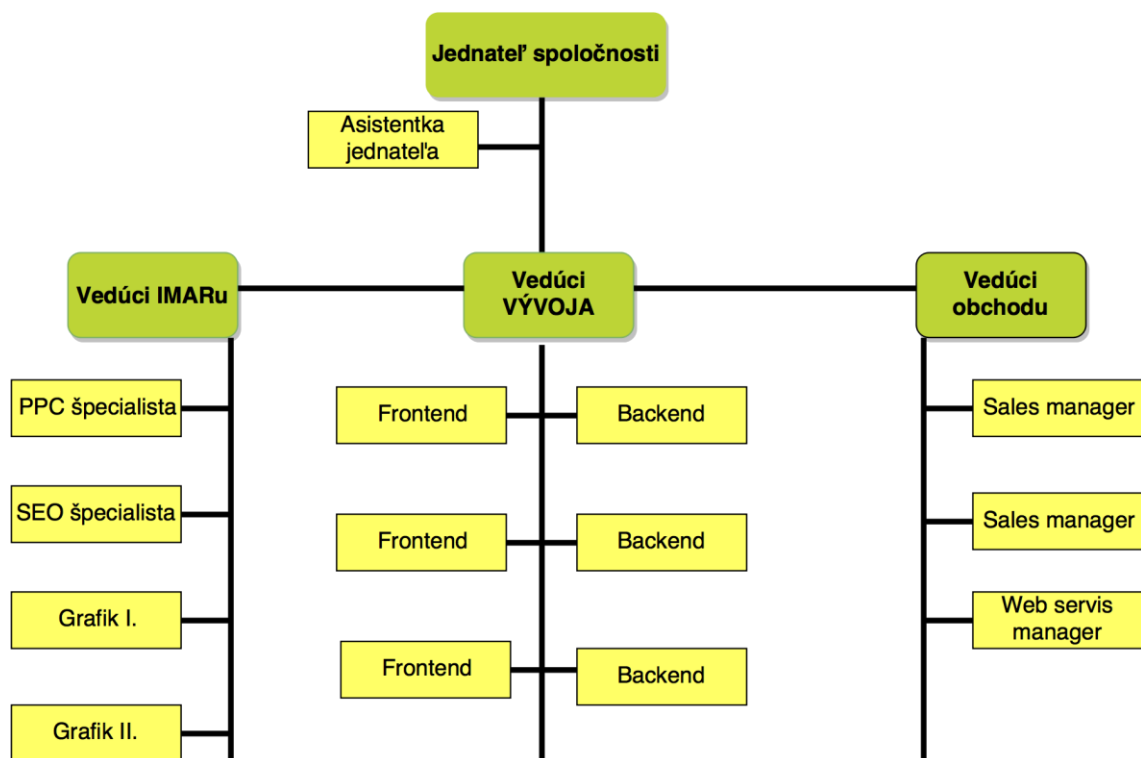 Jednateľ spoločnosti
Asistentka
jednateľa
Vedúci IMARu
Vedúci
VÝVOJA
Vedúci
obchodu
PPC špecialista
Frontend
Backend
Sales manager
SEO špecialista
Frontend
Backend
Sales manager
Grafik I.
Web servis
manager
Frontend
Backend
Grafik II.